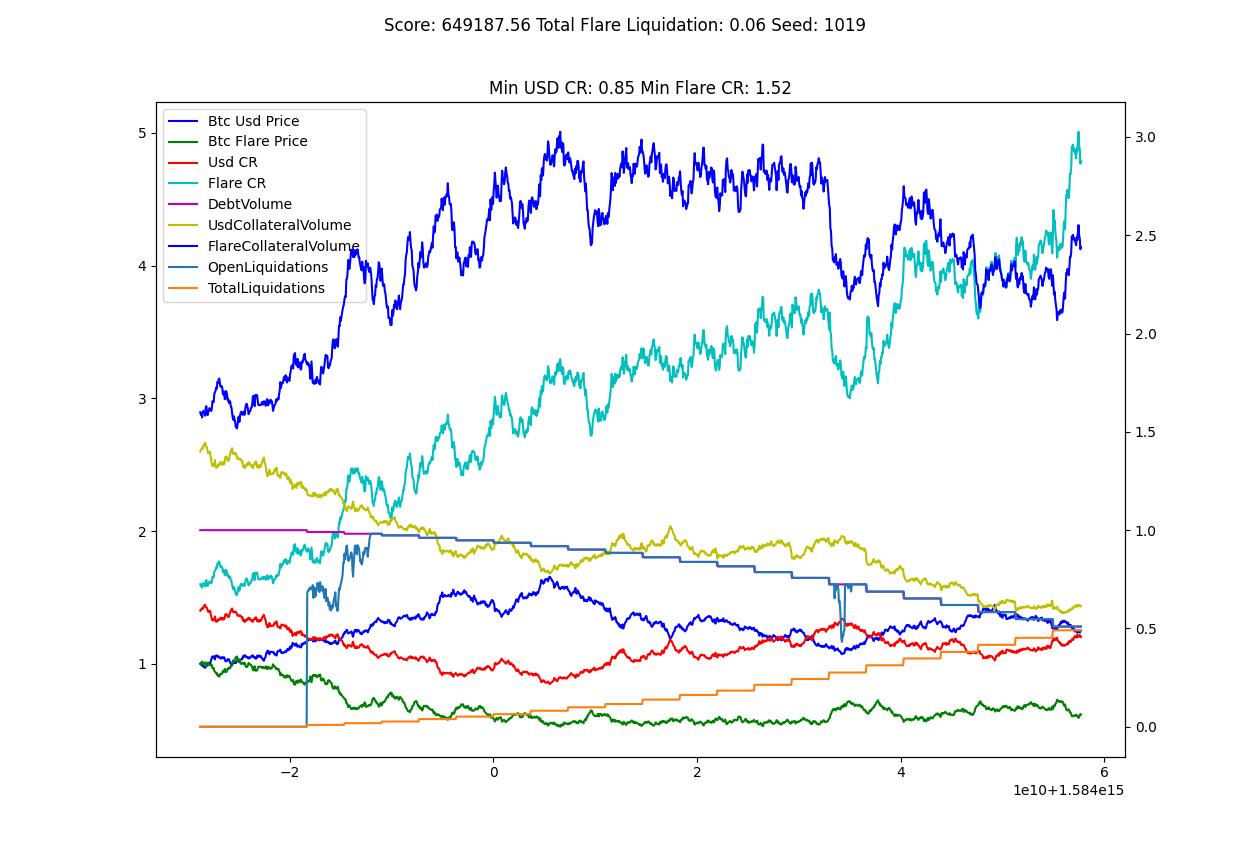 Score: 649187.56 Total Flare Liquidation: 0.06 Seed: 1019
Min USD CR: 0.85 Min Flare CR: 1.52
Btc Usd Price
Btc Flare Price
Usd CR
Flare CR
DebtVolume
UsdCollateralVolume
FlareCollateralVolume
OpenLiquidations
TotalLiquidations
5
4
3
2
1
3.0
2.5
2.0
1.5
1.0
0.5
0.0
−2 0 2 4 6
1e10+1.584e15